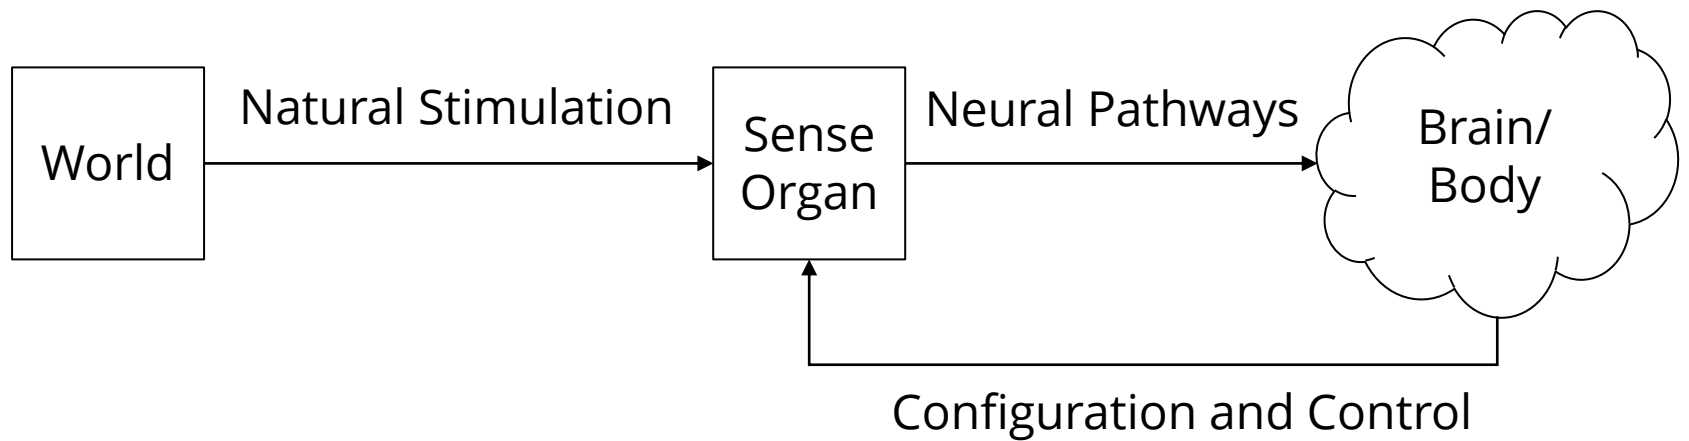 World
Natural Stimulation
Sense
Organ
Neural Pathways
Brain/
Body
Configuration and Control